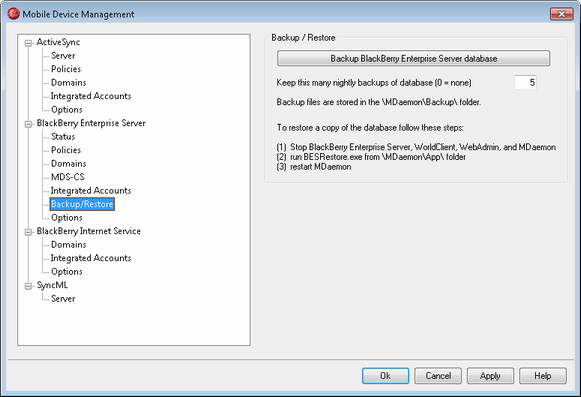 Mobile Device Management
ActiveSync
Server
Policies
Domains
Integrated Accounts
Options
BlackBerry Enterprise Server
Status
Policies
Domains
MDS-CS
Integrated Accounts
Backup/Restore
Options
BlackBerry Internet Service
Domains
Integrated Accounts
Options
SyncML
Server
Backup / Restore
Backup BlackBerry Enterprise Server database
Keep this many nightly backups of database (0 = none) 5
Backup files are stored in the \MDaemon\Backup\ folder.
To restore a copy of the database follow these steps:
(1) Stop BlackBerry Enterprise Server, WorldClient, WebAdmin, and MDaemon
(2) run BESRestore.exe from \MDaemon\App\ folder
(3) restart MDaemon
Ok Cancel Apply Help